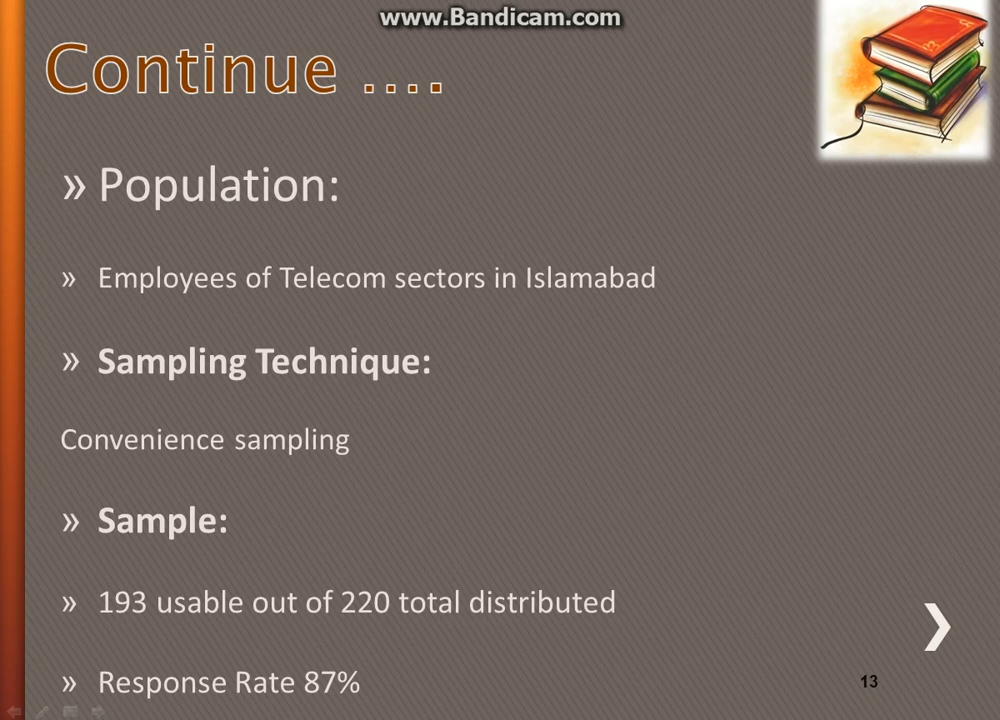 www.Bandicam.com
Continue ....
» Population:
» Employees of Telecom sectors in Islamabad
» Sampling Technique:
Convenience sampling
» Sample:
» 193 usable out of 220 total distributed
» Response Rate 87%
13